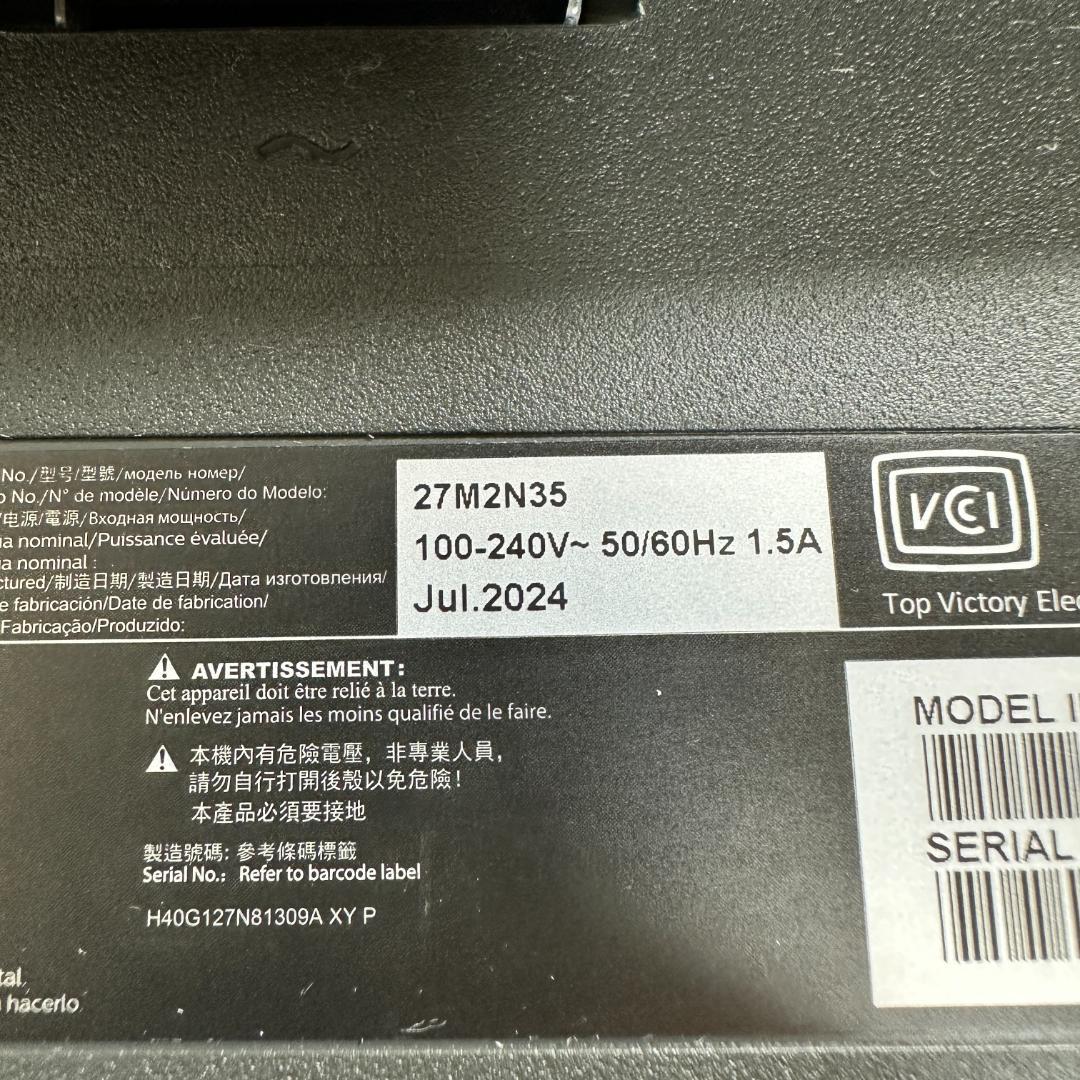 No./型号/型號/модель номер/
o No./N° de modèle/Número do Modelo:
/电源/電源/Входная мощность/
ia nominal/Puissance évaluée/
a nominal :
ctured/制造日期/製造日期/Дата изготовления/
e fabricación/Date de fabrication/
Fabricação/Produzido:
27M2N35
100-240V~ 50/60Hz 1.5A
Jul.2024
VCCI
Top Victory Elec
AVERTISSEMENT:
Cet appareil doit être relié à la terre.
N'enlevez jamais les moins qualifié de le faire.
本機內有危險電壓，非專業人員，
請勿自行打開後殼以免危險！
本產品必須要接地
製造號碼: 參考條碼標籤
Serial No.: Refer to barcode label
H40G127N81309A XY P
tal,
hacerlo
MODEL
SERIAL